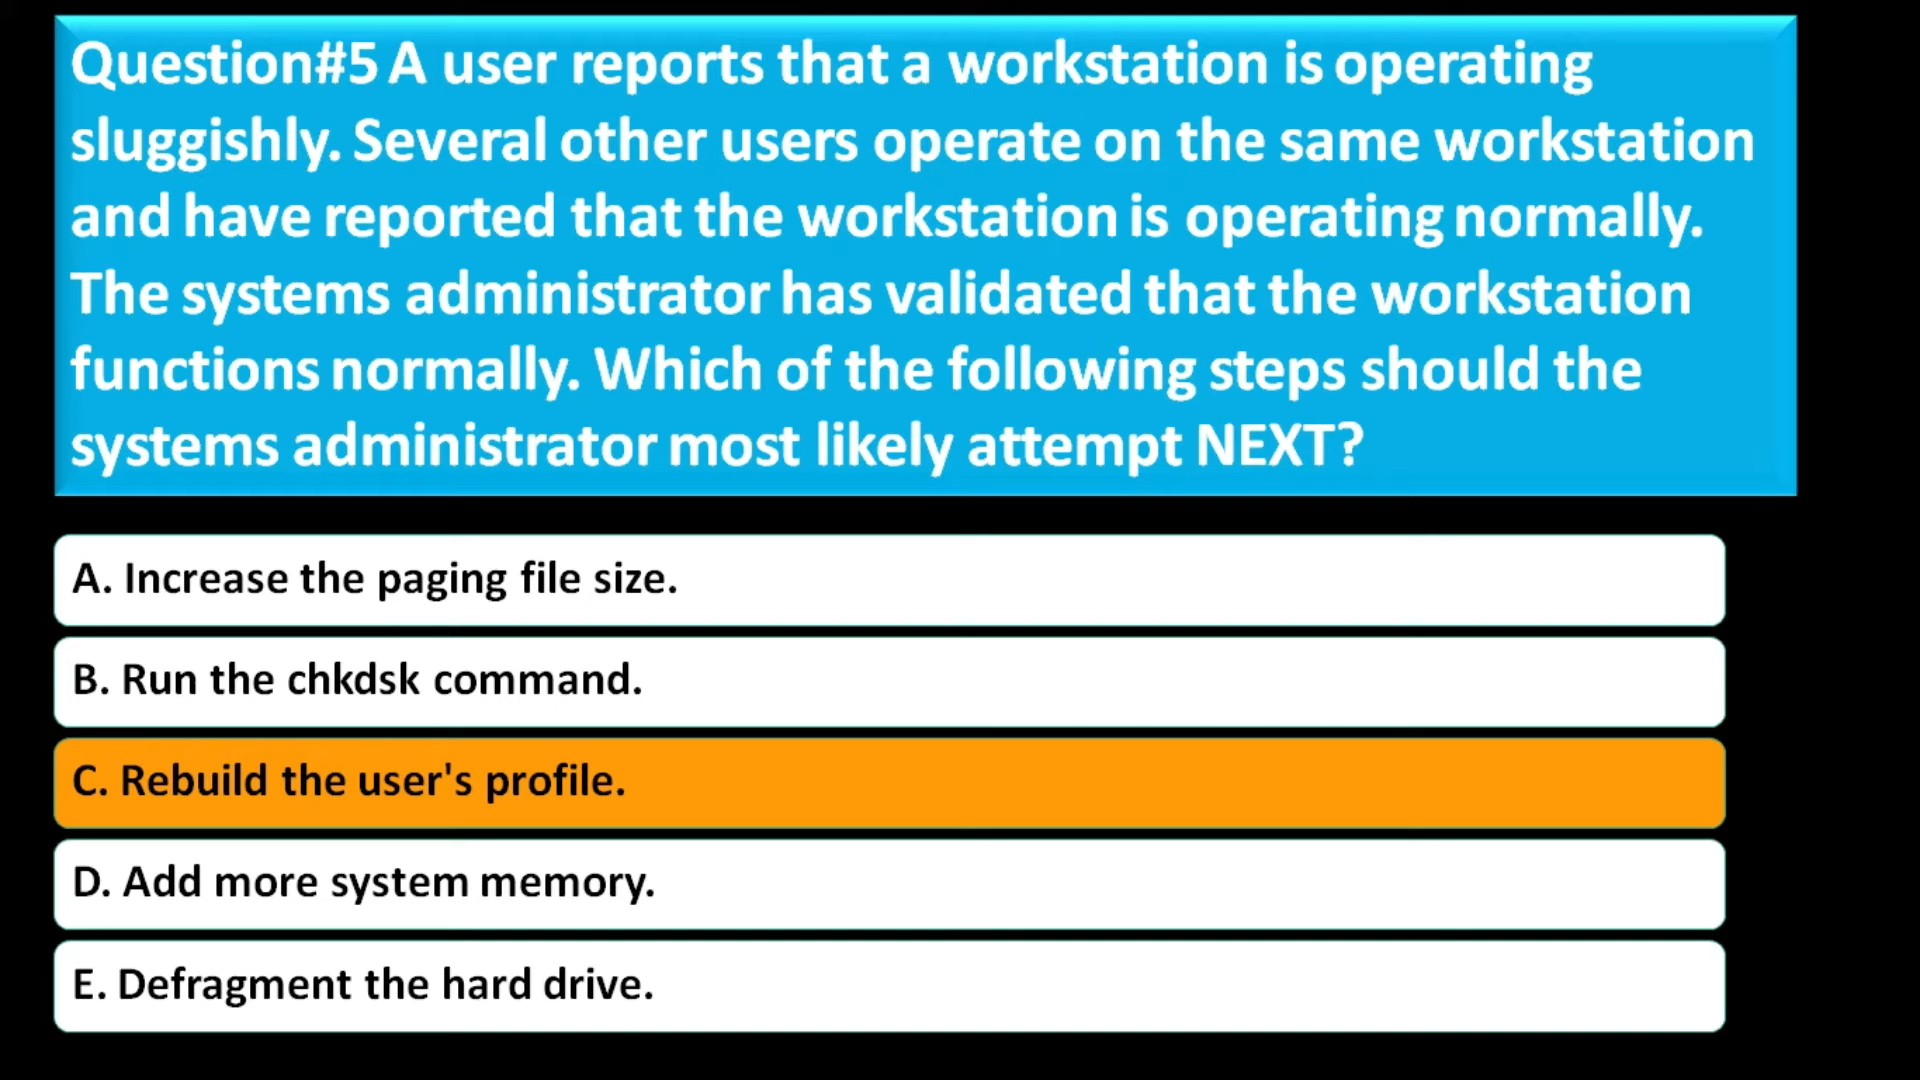 Question#5 A user reports that a workstation is operating
sluggishly. Several other users operate on the same workstation
and have reported that the workstation is operating normally.
The systems administrator has validated that the workstation
functions normally. Which of the following steps should the
systems administrator most likely attempt NEXT?
A. Increase the paging file size.
B. Run the chkdsk command.
C. Rebuild the user's profile.
D. Add more system memory.
E. Defragment the hard drive.